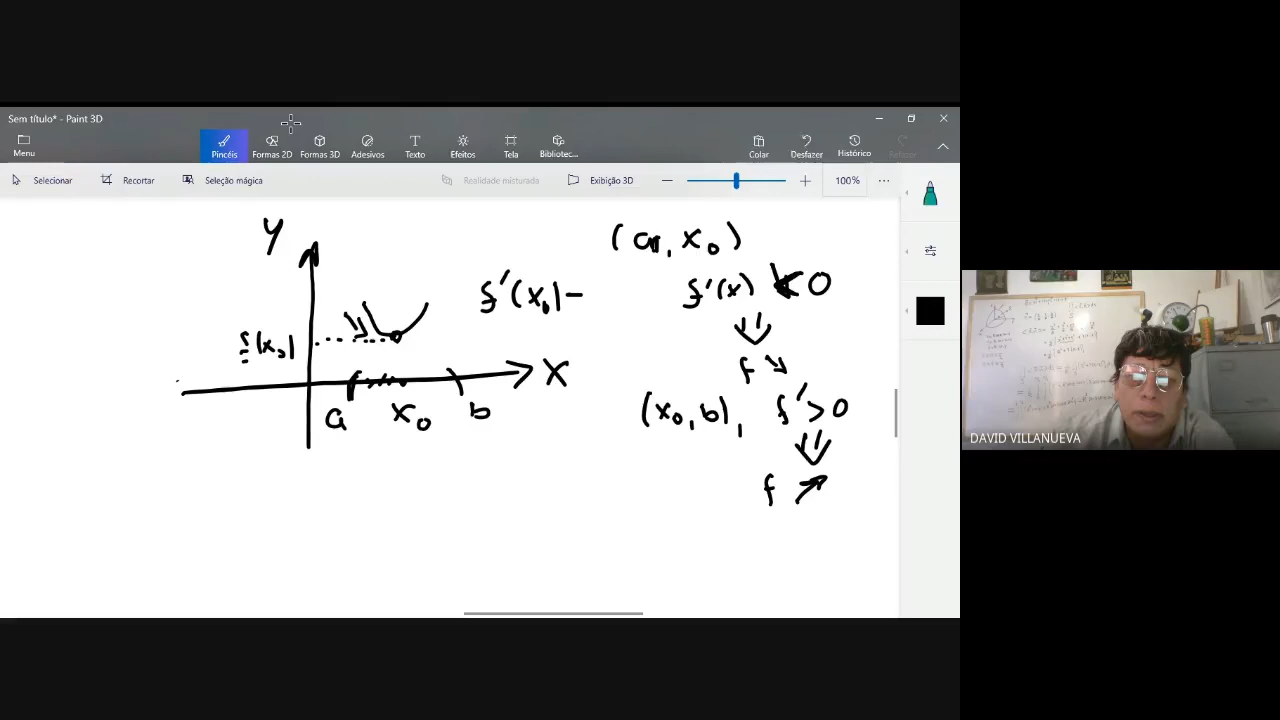 Sem título* - Paint 3D
Menu
Pincéis
Formas 2D
Formas 3D
Adesivos
Texto
Efeitos
Tela
Bibliotec...
Colar
Desfazer
Histórico
Refazer
Selecionar
Recortar
Seleção mágica
Realidade misturada
Exibição 3D
100%
y
(a, x₀)
f'(x₀) =
f'(x) < 0
f(x₀)
⇓
x
f ↘
a
x₀
b
(x₀, b), f' > 0
⇓
f ↗
DAVID VILLANUEVA